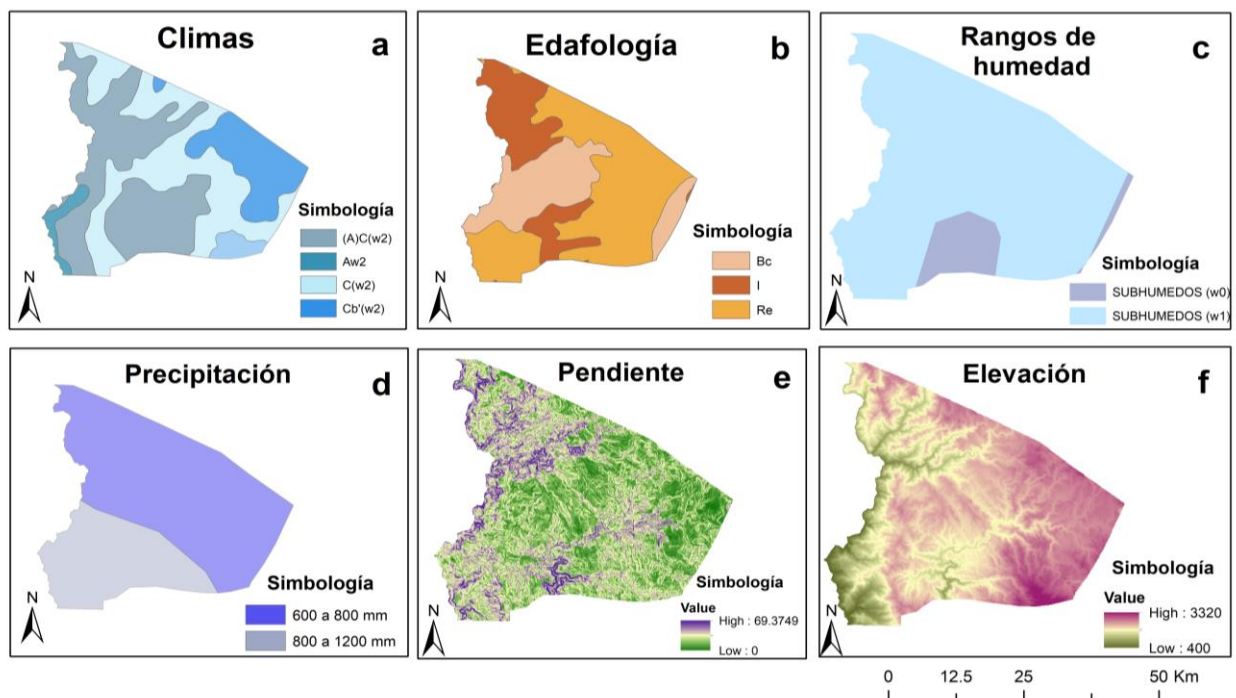 Climas
a
N
Simbología
(A)C(w2)
Aw2
C(w2)
Cb'(w2)
Edafología
b
N
Simbología
Bc
I
Re
Rangos de
humedad
c
N
Simbología
SUBHUMEDOS (w0)
SUBHUMEDOS (w1)
Precipitación
d
N
Simbología
600 a 800 mm
800 a 1200 mm
Pendiente
e
N
Simbología
Value
High : 69.3749
Low : 0
Elevación
f
N
Simbología
Value
High : 3320
Low : 400
0 12.5 25 50 Km